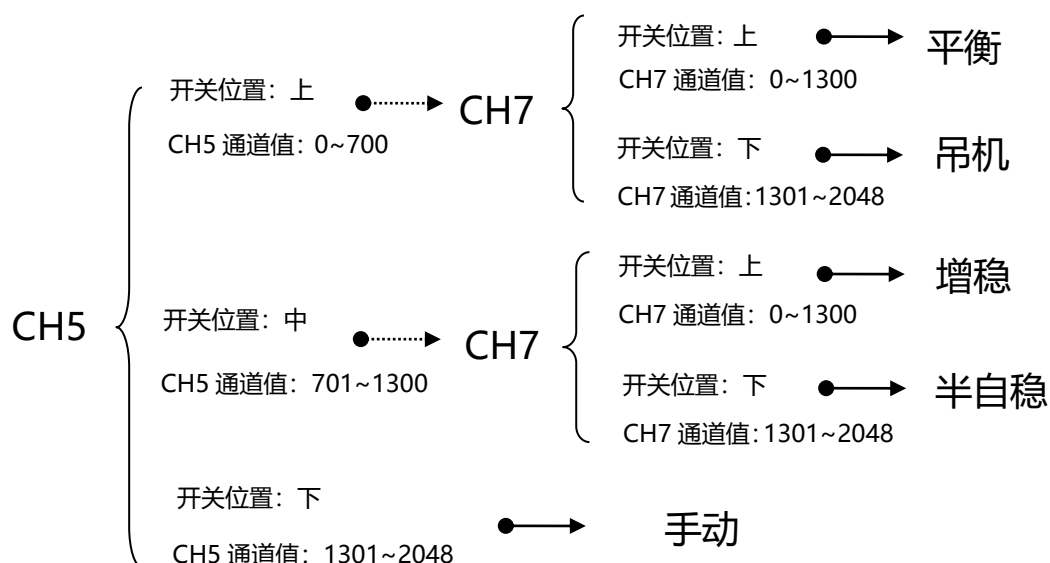 开关位置：上
平衡
CH7 通道值：0~1300
开关位置：上
CH5 通道值：0~700
CH7
开关位置：下
吊机
CH7 通道值：1301~2048
CH5
开关位置：中
CH5 通道值：701~1300
CH7
开关位置：上
增稳
CH7 通道值：0~1300
开关位置：下
半自稳
CH7 通道值：1301~2048
开关位置：下
CH5 通道值：1301~2048
手动